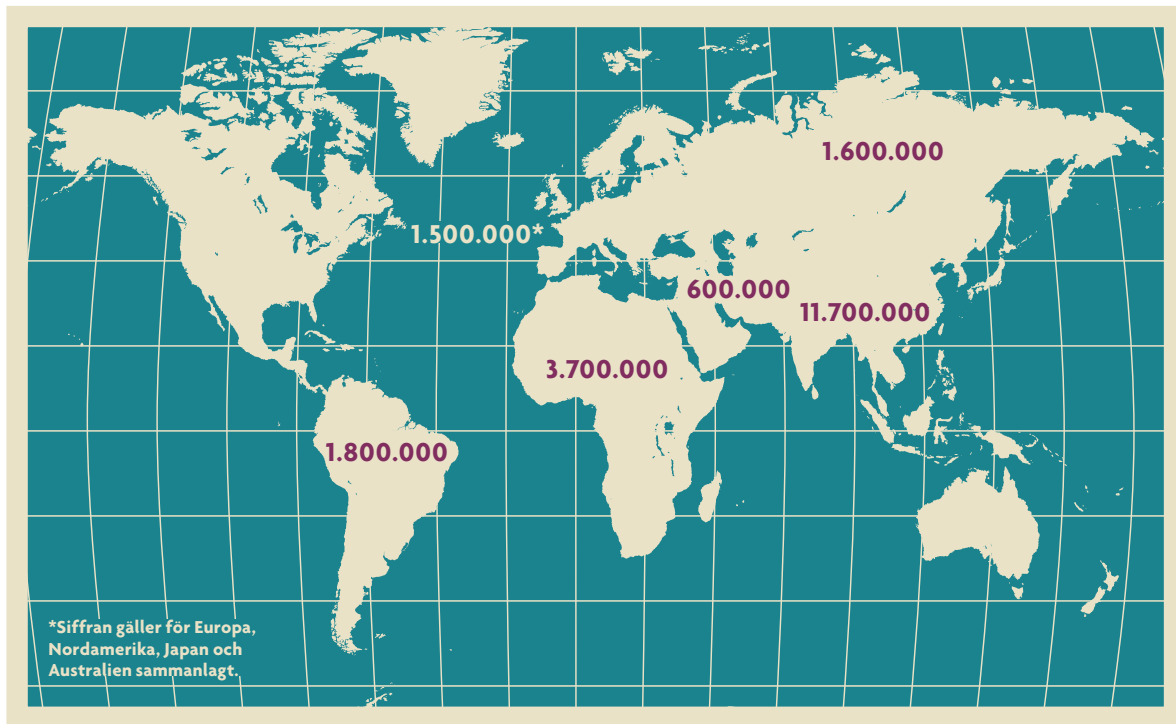 1.600.000
1.500.000*
600.000
11.700.000
3.700.000
1.800.000
*Siffran gäller för Europa,
Nordamerika, Japan och
Australien sammanlagt.